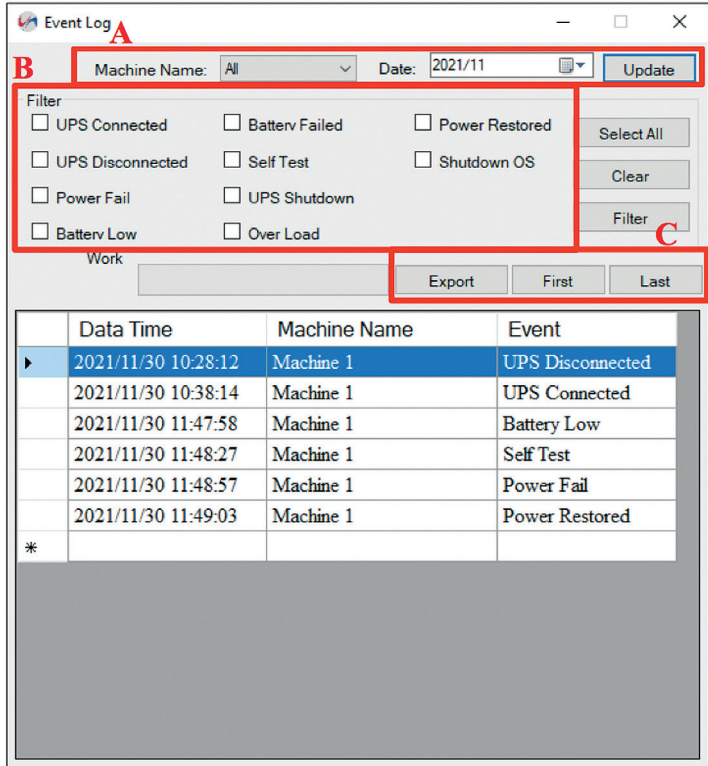 Event Log
A
B
Machine Name: All Date: 2021/11 Update
Filter
UPS Connected Battery Failed Power Restored Select All
UPS Disconnected Self Test Shutdown OS
Clear
Power Fail UPS Shutdown
Filter
Battery Low Over Load
C
Work
Export First Last
Data Time Machine Name Event
2021/11/30 10:28:12 Machine 1 UPS Disconnected
2021/11/30 10:38:14 Machine 1 UPS Connected
2021/11/30 11:47:58 Machine 1 Battery Low
2021/11/30 11:48:27 Machine 1 Self Test
2021/11/30 11:48:57 Machine 1 Power Fail
2021/11/30 11:49:03 Machine 1 Power Restored
*